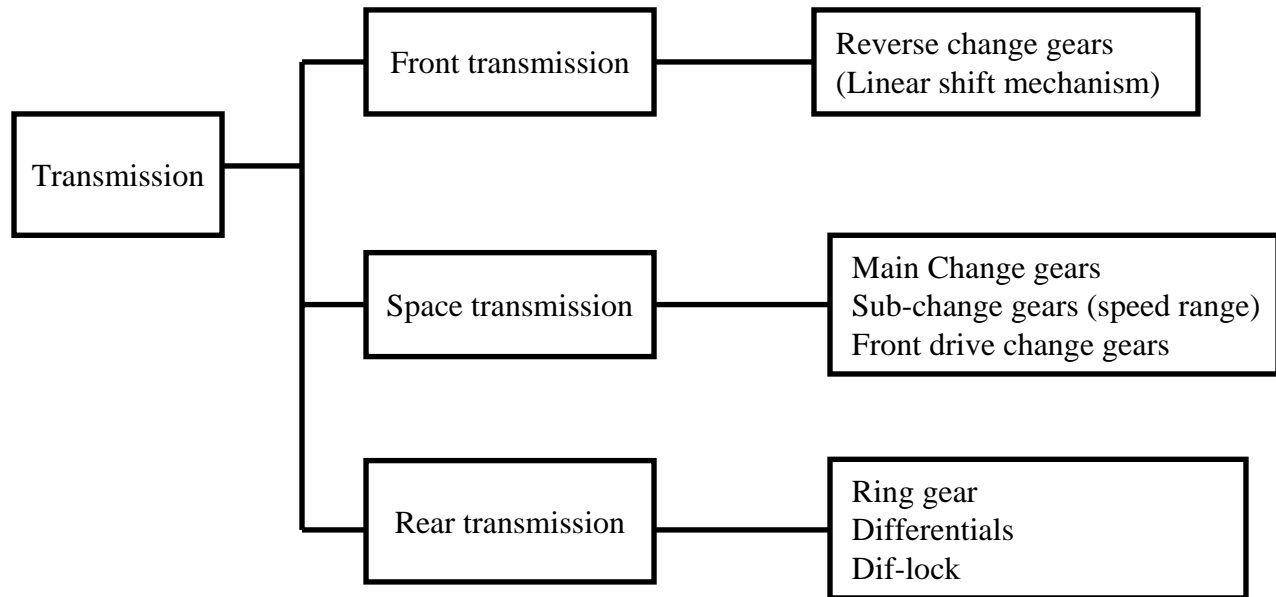 Transmission
Front transmission
Reverse change gears
(Linear shift mechanism)
Space transmission
Main Change gears
Sub-change gears (speed range)
Front drive change gears
Rear transmission
Ring gear
Differentials
Dif-lock